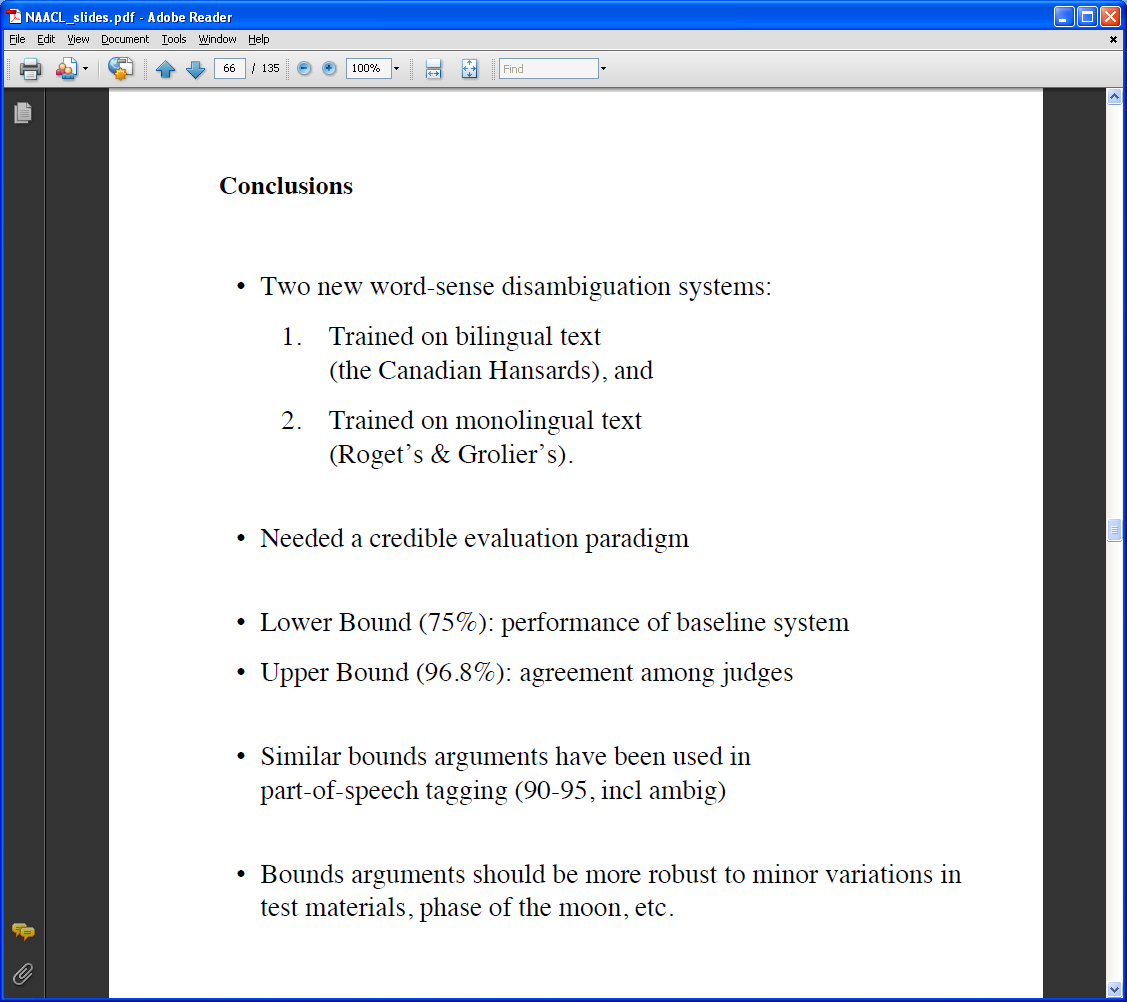 NAACL_slides.pdf - Adobe Reader
File Edit View Document Tools Window Help
66 / 135 100% Find
Conclusions
• Two new word-sense disambiguation systems:
1. Trained on bilingual text
(the Canadian Hansards), and
2. Trained on monolingual text
(Roget’s & Grolier’s).
• Needed a credible evaluation paradigm
• Lower Bound (75%): performance of baseline system
• Upper Bound (96.8%): agreement among judges
• Similar bounds arguments have been used in
part-of-speech tagging (90-95, incl ambig)
• Bounds arguments should be more robust to minor variations in
test materials, phase of the moon, etc.